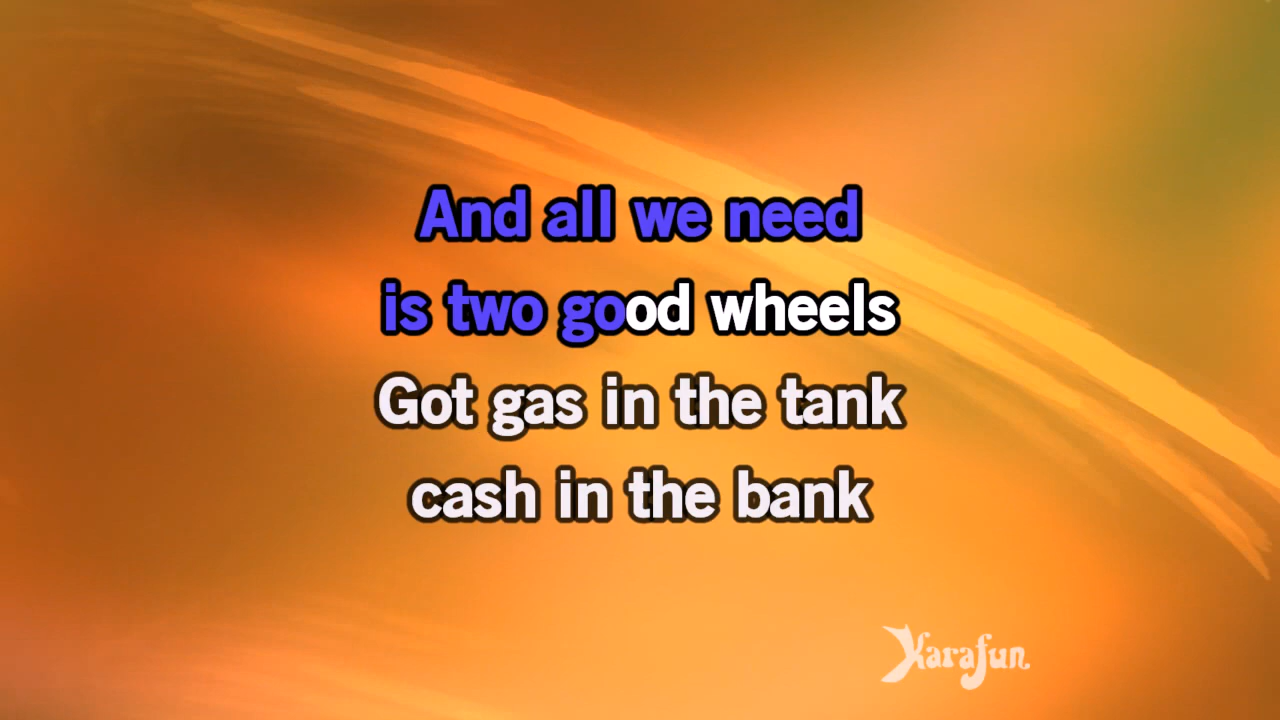 And all we need
is two good wheels
Got gas in the tank
cash in the bank
Karafun